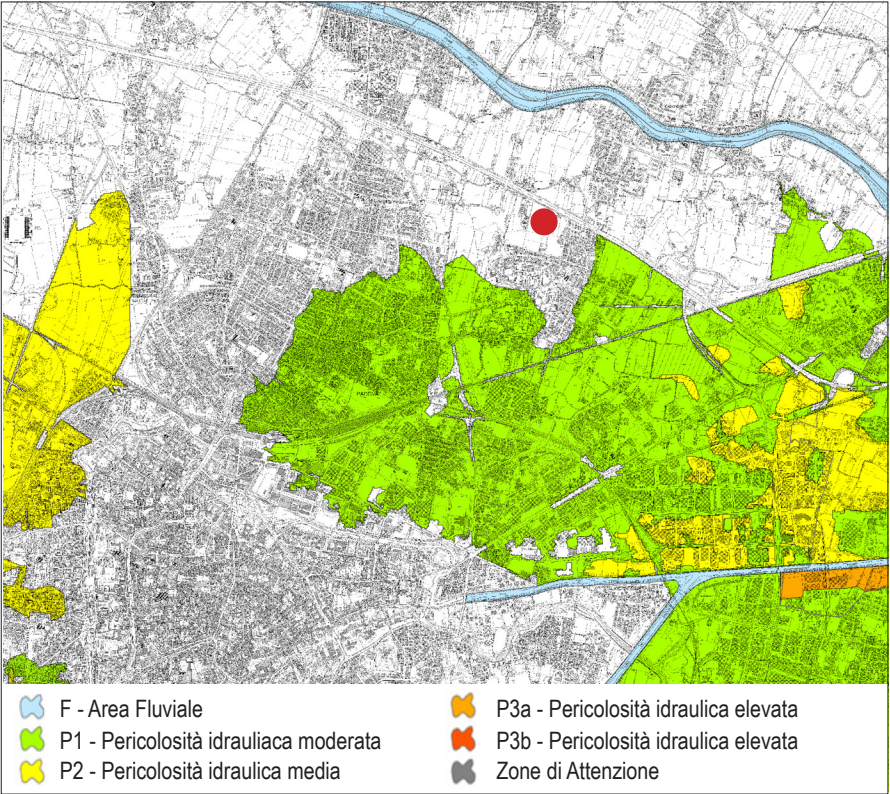 PADOVA
F - Area Fluviale
P1 - Pericolosità idrauliaca moderata
P2 - Pericolosità idraulica media
P3a - Pericolosità idraulica elevata
P3b - Pericolosità idraulica elevata
Zone di Attenzione